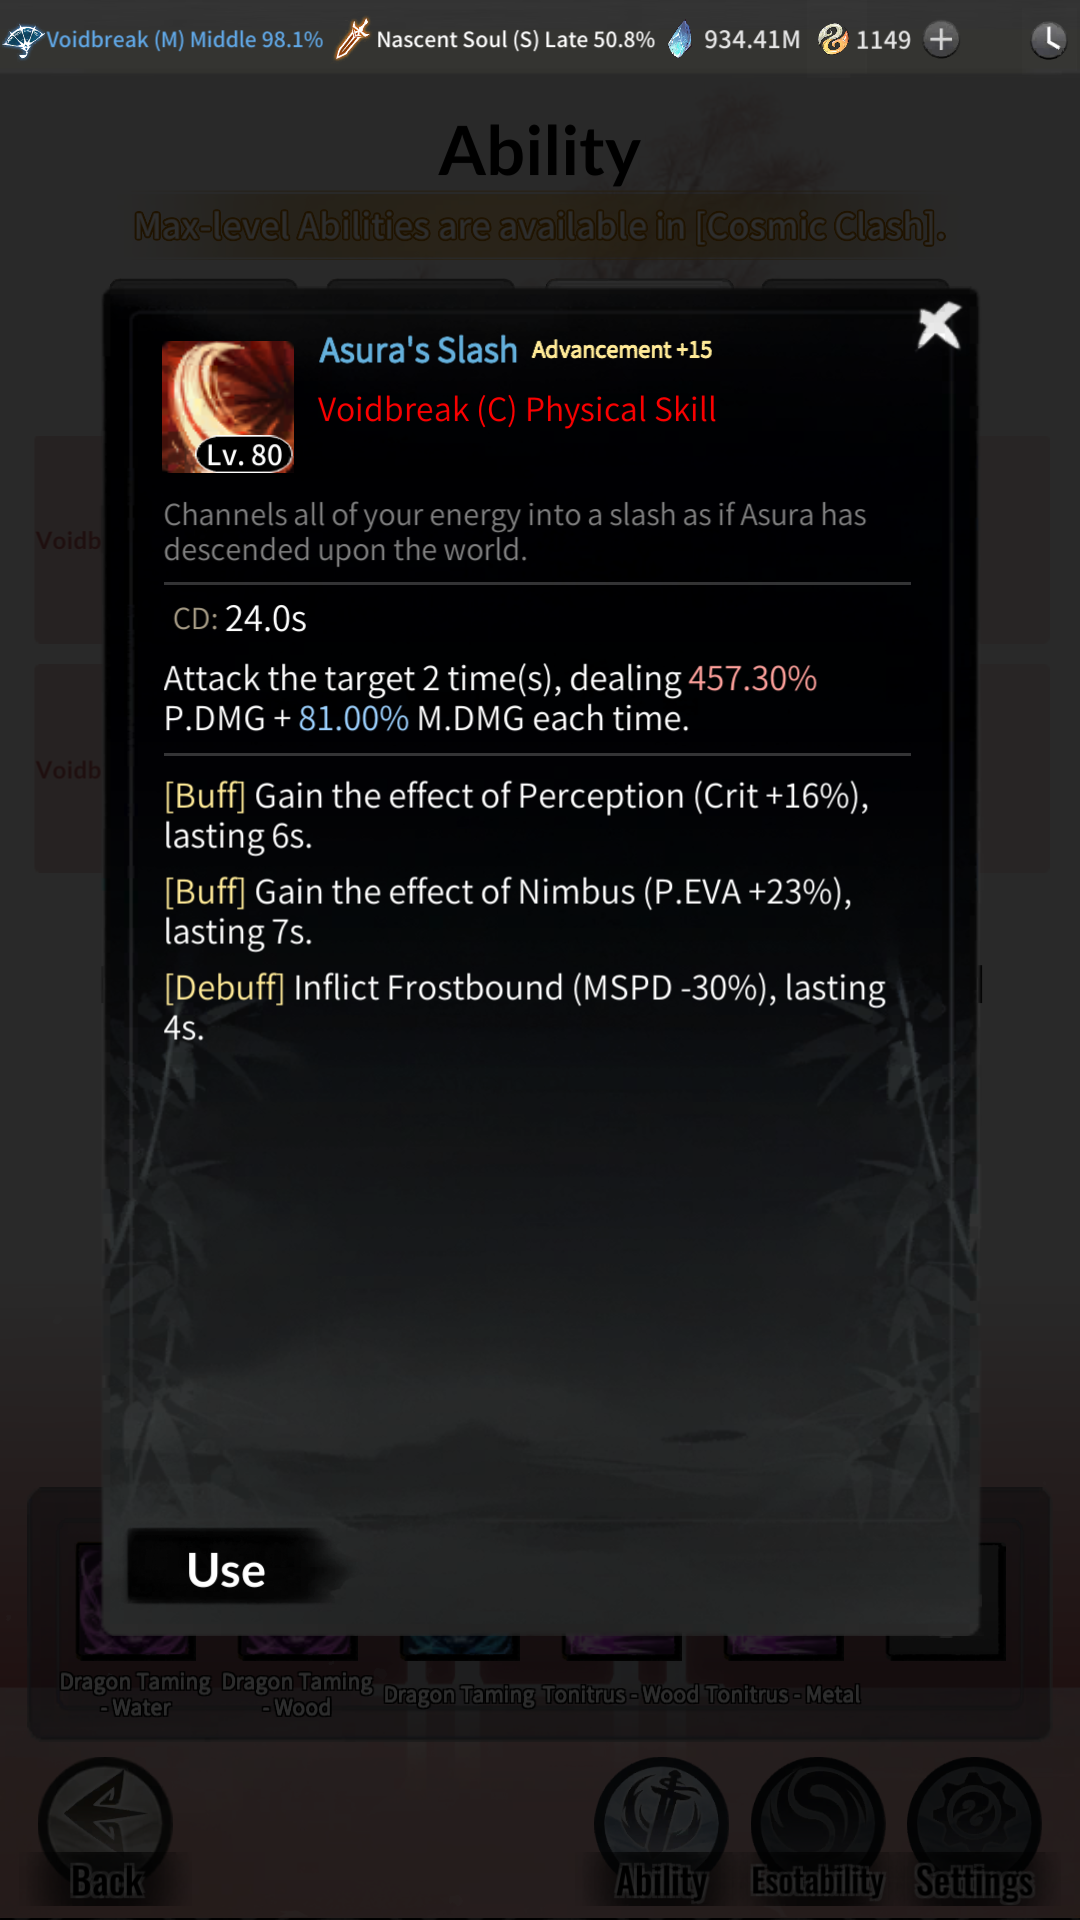 Voidbreak (M) Middle 98.1% Nascent Soul (S) Late 50.8% 934.41M 1149
Ability
Max-level Abilities are available in [Cosmic Clash].
Asura's Slash Advancement +15
Voidbreak (C) Physical Skill
Lv. 80
Channels all of your energy into a slash as if Asura has
descended upon the world.
CD: 24.0s
Attack the target 2 time(s), dealing 457.30%
P.DMG + 81.00% M.DMG each time.
[Buff] Gain the effect of Perception (Crit +16%),
lasting 6s.
[Buff] Gain the effect of Nimbus (P.EVA +23%),
lasting 7s.
[Debuff] Inflict Frostbound (MSPD -30%), lasting
4s.
Use
Dragon Taming
- Water
Dragon Taming
- Wood
Dragon Taming
Tonitrus - Wood
Tonitrus - Metal
Back
Ability
Esotability
Settings